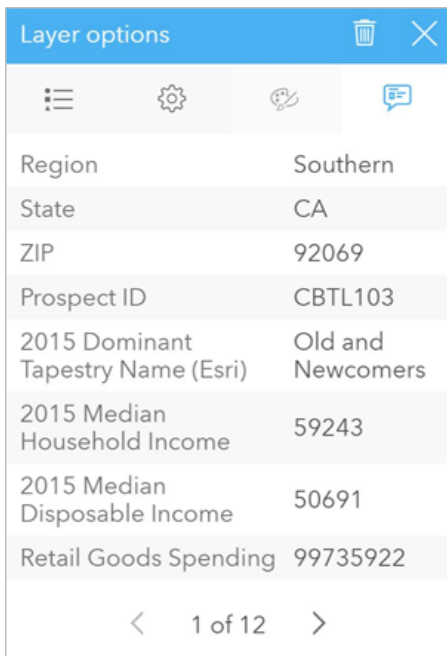 Layer options
Region Southern
State CA
ZIP 92069
Prospect ID CBTL103
2015 Dominant Old and
Tapestry Name (Esri) Newcomers
2015 Median
Household Income 59243
2015 Median
Disposable Income 50691
Retail Goods Spending 99735922
1 of 12